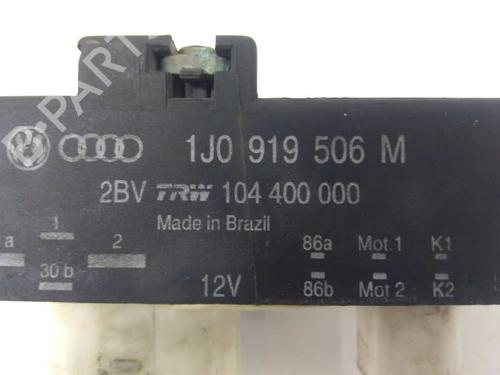 1J0 919 506 M
2BV TRW 104 400 000
Made in Brazil
a 1 2 86a Mot.1 K1
30 b 12V 86b Mot 2 K2